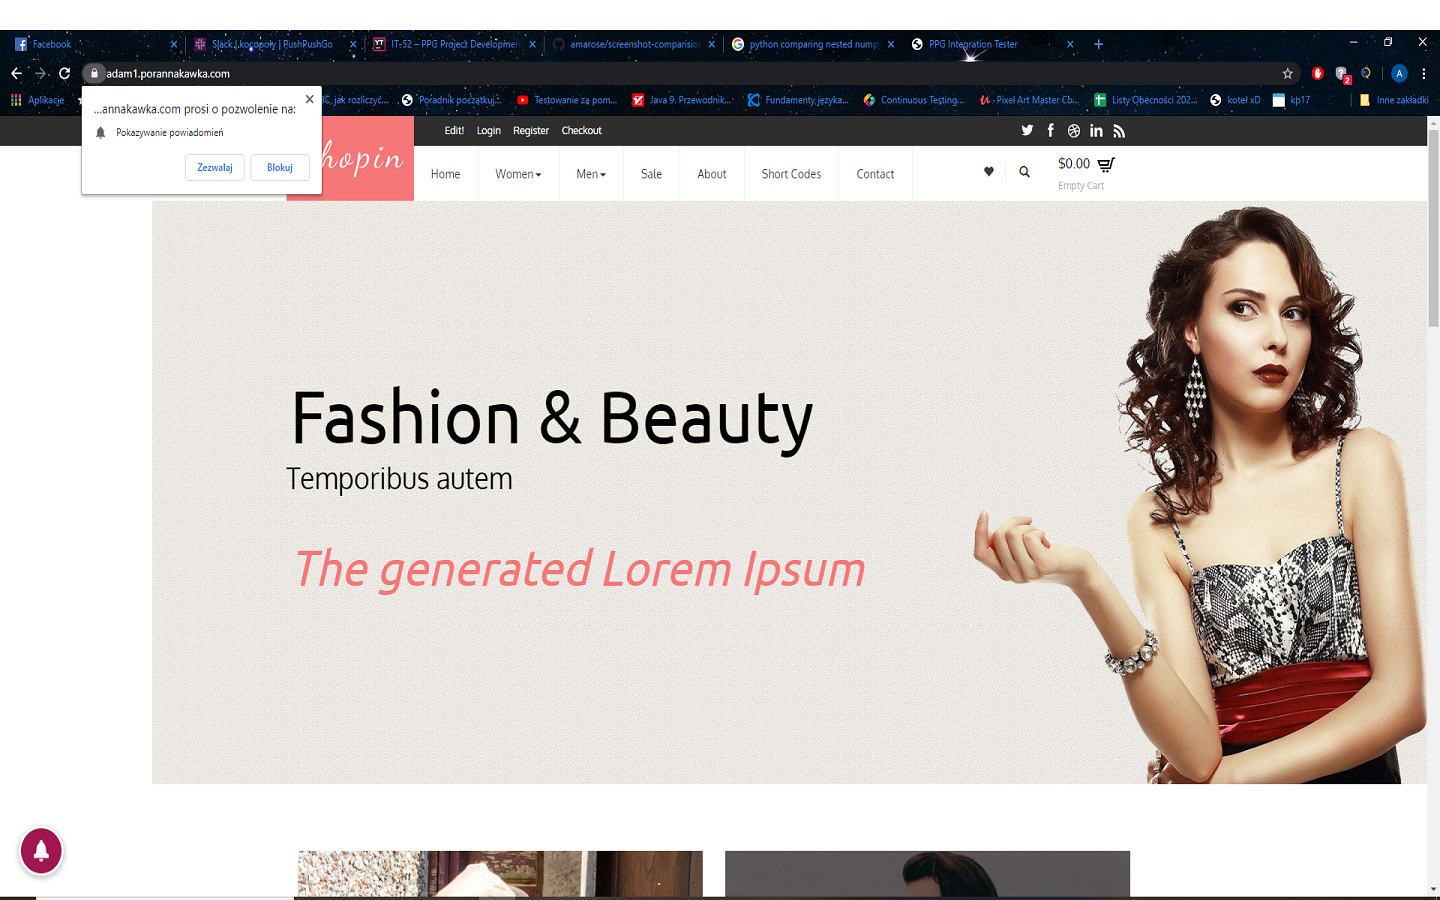 Facebook
Slack | kocopoly | PushPushGo
IT-52 – PPG Project Developmen
amarose/screenshot-comparisio
python comparing nested nump
PPG Integration Tester
adam1.porannakawka.com
A
2
Aplikacje
jak rozliczyć...
Poradnik początkuj...
Testowanie za pom...
Java 9. Przewodnik...
Fundamenty języka...
Continuous Testing...
Pixel Art Master Co...
Listy Obecności 202...
kotel xD
kp17
Inne zakładki
...annakawka.com prosi o pozwolenie na:
Pokazywanie powiadomień
Zezwalaj
Blokuj
hopin
Edit!
Login
Register
Checkout
Home
Women
Men
Sale
About
Short Codes
Contact
$0.00
Empty Cart
Fashion & Beauty
Temporibus autem
The generated Lorem Ipsum